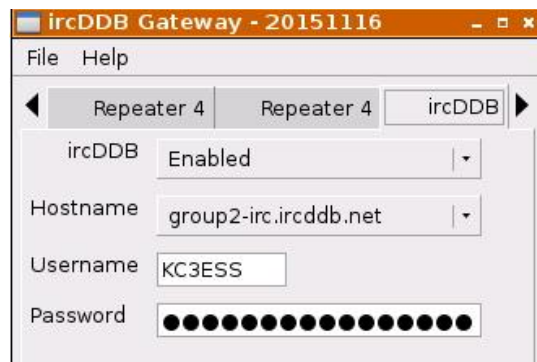 ircDDB Gateway - 20151116
File Help
Repeater 4 Repeater 4 ircDDB
ircDDB Enabled
Hostname group2-irc.ircddb.net
Username KC3ESS
Password ●●●●●●●●●●●●●●●●